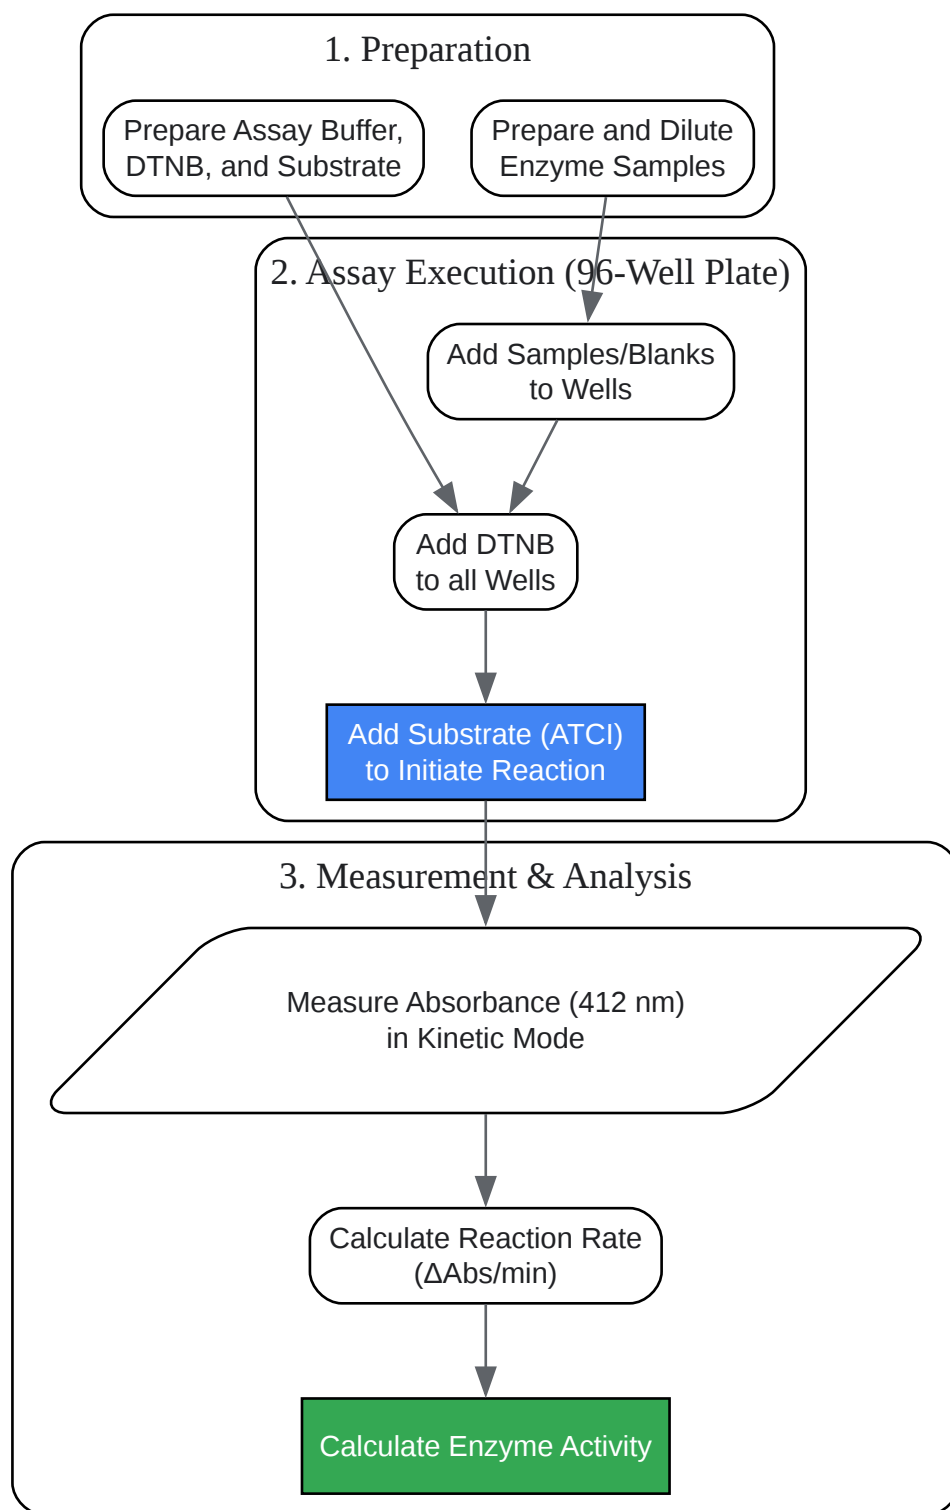 1. Preparation
Prepare Assay Buffer,
DTNB, and Substrate
Prepare and Dilute
Enzyme Samples
2. Assay Execution (96-Well Plate)
Add Samples/Blanks
to Wells
Add DTNB
to all Wells
Add Substrate (ATCI)
to Initiate Reaction
3. Measurement & Analysis
Measure Absorbance (412 nm)
in Kinetic Mode
Calculate Reaction Rate
(ΔAbs/min)
Calculate Enzyme Activity